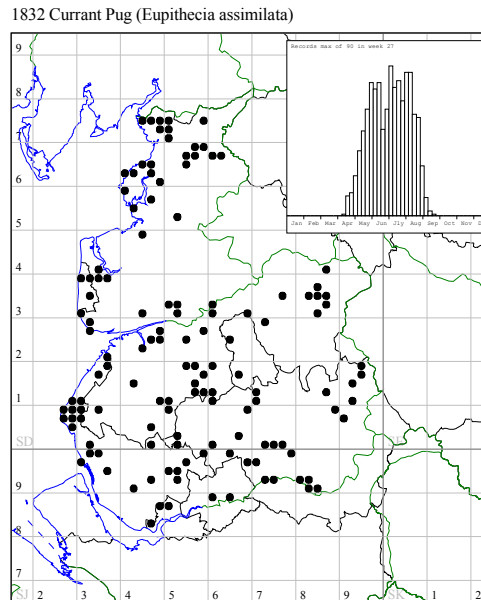 1832 Currant Pug (Eupithecia assimilata)
9
Records max of 90 in week 27
8
7
6
Jan Feb Mar Apr May Jun Jly Aug Sep Oct Nov D
5
4
3
2
1
SD SE
9
8
7
SJ 2 3 4 5 6 7 8 9 SK 1 2